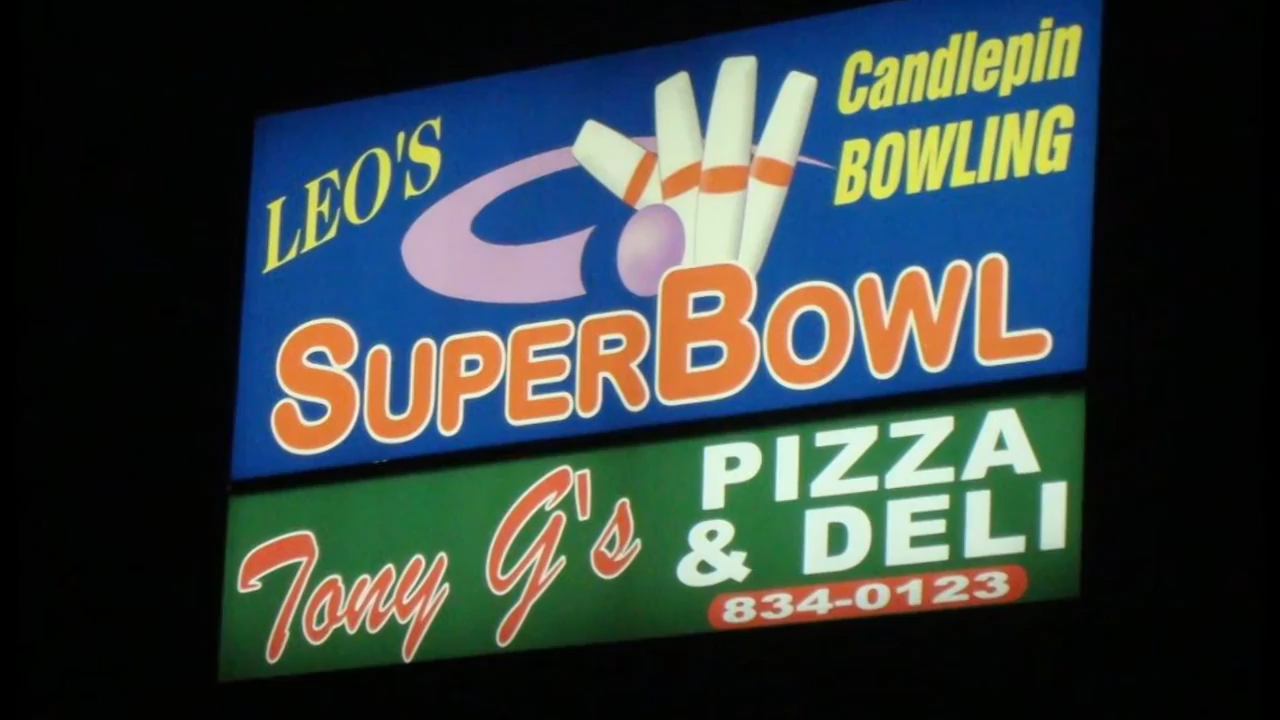 LEO'S
Candlepin
BOWLING
SUPERBOWL
Tony G's
PIZZA
& DELI
834-0123